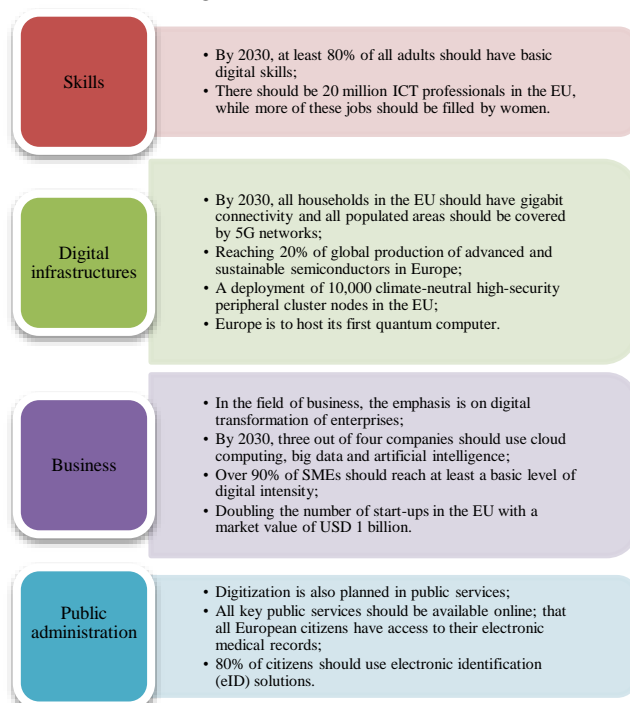 Skills
• By 2030, at least 80% of all adults should have basic
digital skills;
• There should be 20 million ICT professionals in the EU,
while more of these jobs should be filled by women.
Digital
infrastructures
• By 2030, all households in the EU should have gigabit
connectivity and all populated areas should be covered
by 5G networks;
• Reaching 20% of global production of advanced and
sustainable semiconductors in Europe;
• A deployment of 10,000 climate-neutral high-security
peripheral cluster nodes in the EU;
• Europe is to host its first quantum computer.
Business
• In the field of business, the emphasis is on digital
transformation of enterprises;
• By 2030, three out of four companies should use cloud
computing, big data and artificial intelligence;
• Over 90% of SMEs should reach at least a basic level of
digital intensity;
• Doubling the number of start-ups in the EU with a
market value of USD 1 billion.
Public
administration
• Digitization is also planned in public services;
• All key public services should be available online; that
all European citizens have access to their electronic
medical records;
• 80% of citizens should use electronic identification
(eID) solutions.